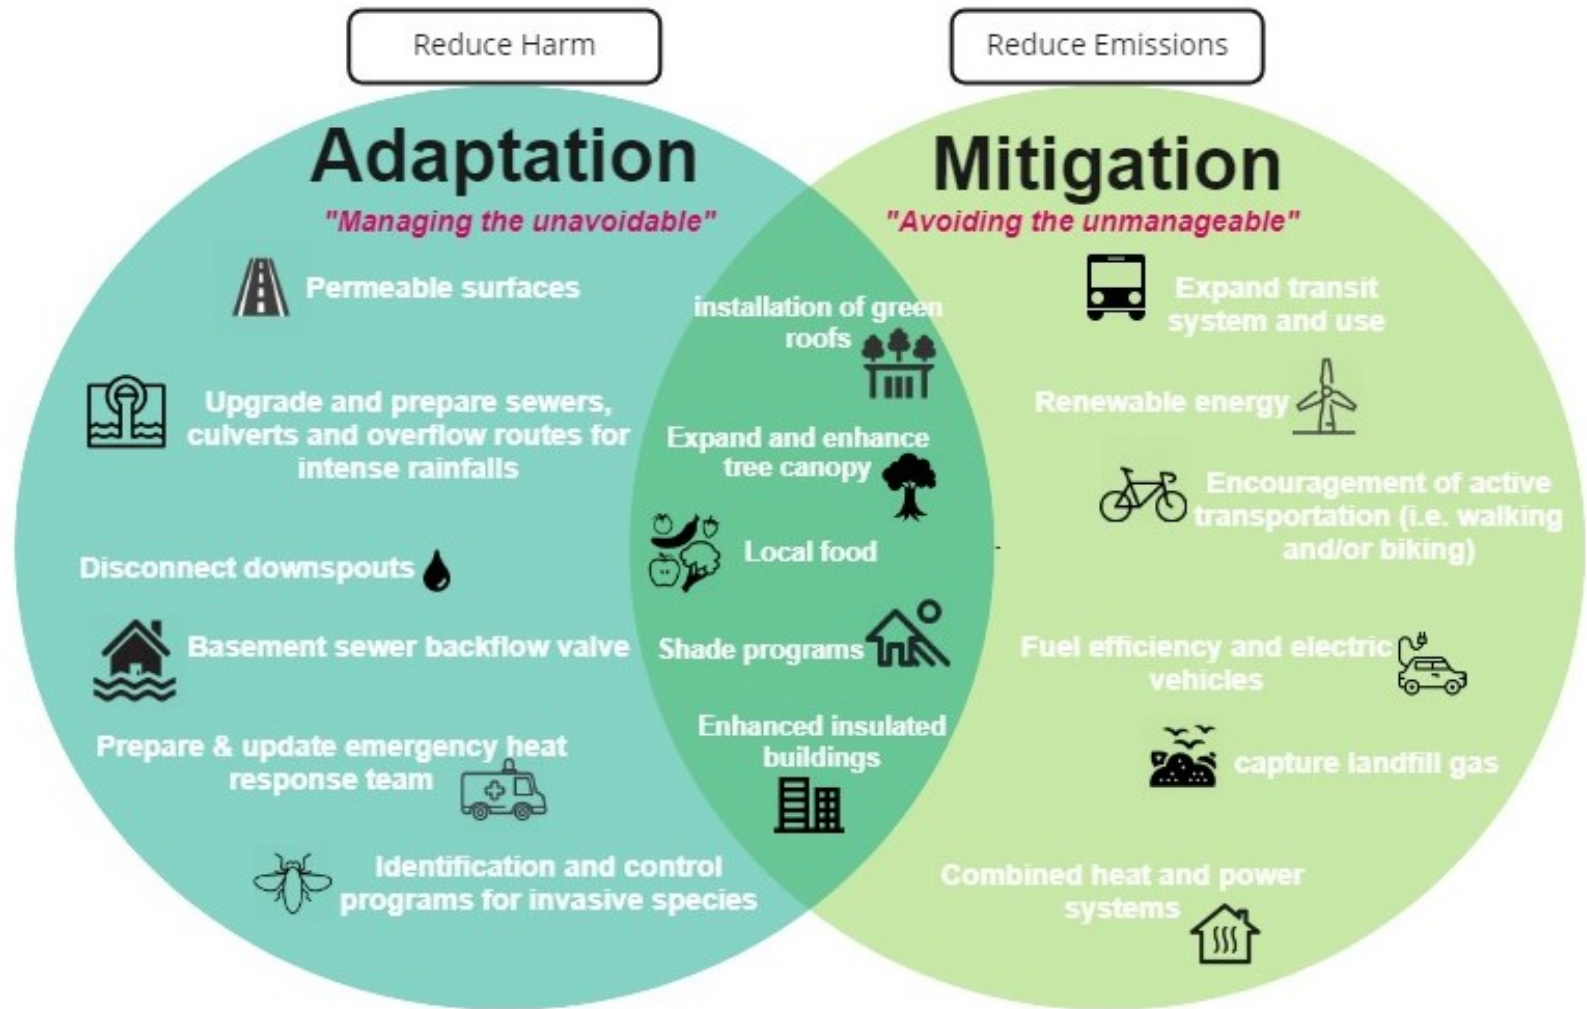 Reduce Harm
Reduce Emissions
Adaptation
"Managing the unavoidable"
Permeable surfaces
Upgrade and prepare sewers,
culverts and overflow routes for
intense rainfalls
Disconnect downspouts
Basement sewer backflow valve
Prepare & update emergency heat
response team
Identification and control
programs for invasive species
installation of green
roofs
Expand and enhance
tree canopy
Local food
Shade programs
Enhanced insulated
buildings
Mitigation
"Avoiding the unmanageable"
Expand transit
system and use
Renewable energy
Encouragement of active
transportation (i.e. walking
and/or biking)
Fuel efficiency and electric
vehicles
capture landfill gas
Combined heat and power
systems